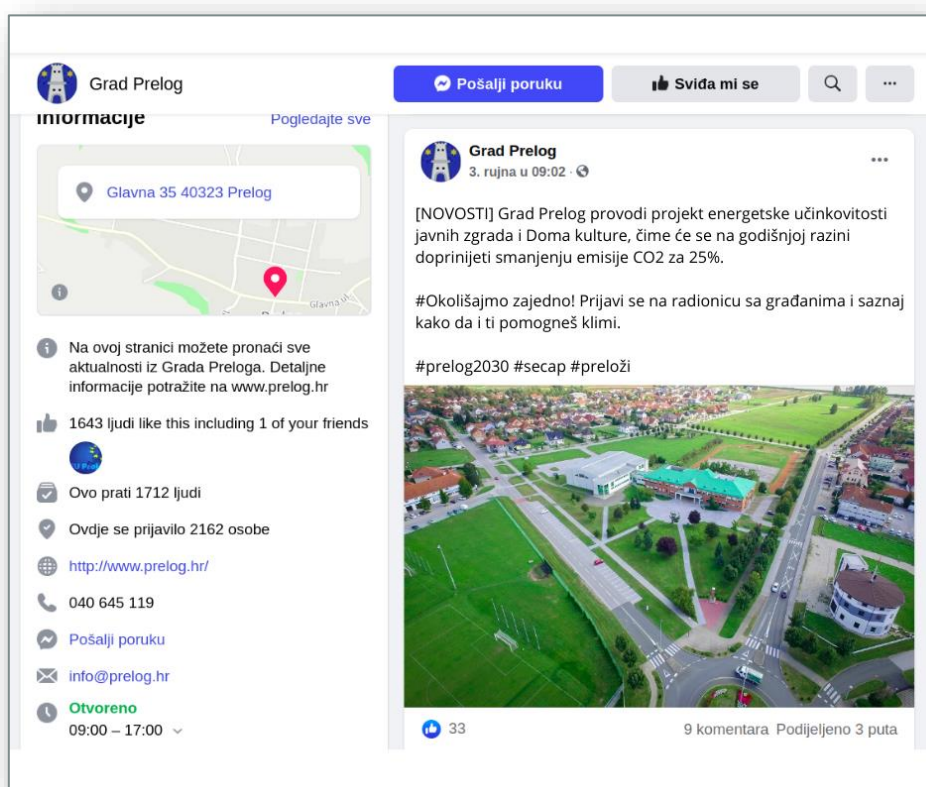 Grad Prelog
Pošalji poruku
Sviđa mi se
Informacije
Pogledajte sve
Glavna 35 40323 Prelog
Glavna ul
Na ovoj stranici možete pronaći sve
aktualnosti iz Grada Preloga. Detaljne
informacije potražite na www.prelog.hr
1643 ljudi like this including 1 of your friends
Ovo prati 1712 ljudi
Ovdje se prijavilo 2162 osobe
http://www.prelog.hr/
040 645 119
Pošalji poruku
info@prelog.hr
Otvoreno
09:00 – 17:00
Grad Prelog
3. rujna u 09:02 ·
[NOVOSTI] Grad Prelog provodi projekt energetske učinkovitosti
javnih zgrada i Doma kulture, čime će se na godišnjoj razini
doprinijeti smanjenju emisije CO2 za 25%.
#Okolišajmo zajedno! Prijavi se na radionicu sa građanima i saznaj
kako da i ti pomogneš klimi.
#prelog2030 #secap #preloži
33
9 komentara Podijeljeno 3 puta